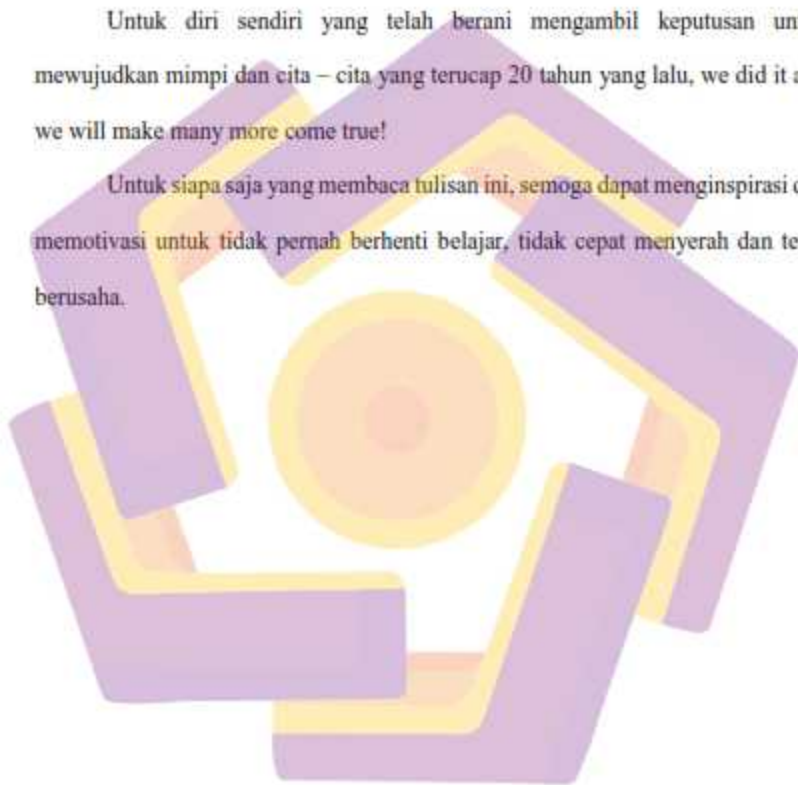 Untuk diri sendiri yang telah berani mengambil keputusan un
mewujudkan mimpi dan cita – cita yang terucap 20 tahun yang lalu, we did it a
we will make many more come true!
Untuk siapa saja yang membaca tulisan ini, semoga dapat menginspirasi d
memotivasi untuk tidak pernah berhenti belajar, tidak cepat menyerah dan te
berusaha.